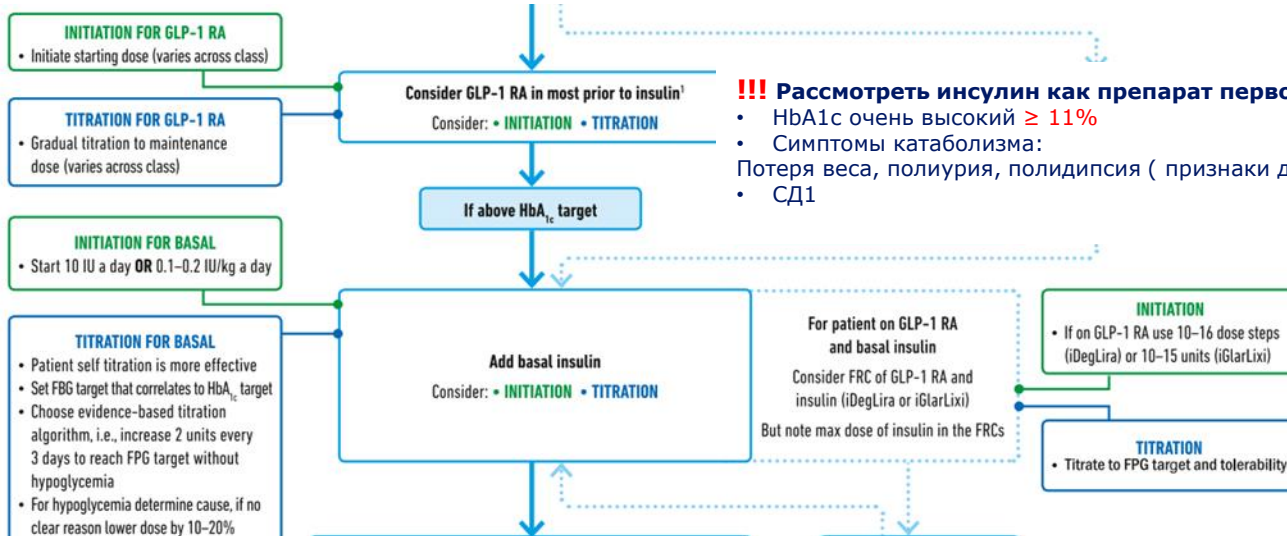 INITIATION FOR GLP-1 RA
• Initiate starting dose (varies across class)
TITRATION FOR GLP-1 RA
• Gradual titration to maintenance
dose (varies across class)
Consider GLP-1 RA in most prior to insulin¹
Consider: • INITIATION • TITRATION
!!! Рассмотреть инсулин как препарат перво
• HbA1c очень высокий ≥ 11%
• Симптомы катаболизма:
Потеря веса, полиурия, полидипсия ( признаки д
• СД1
If above HbA1c target
INITIATION FOR BASAL
• Start 10 IU a day OR 0.1–0.2 IU/kg a day
TITRATION FOR BASAL
• Patient self titration is more effective
• Set FBG target that correlates to HbA1c target
• Choose evidence-based titration
algorithm, i.e., increase 2 units every
3 days to reach FPG target without
hypoglycemia
• For hypoglycemia determine cause, if no
clear reason lower dose by 10–20%
Add basal insulin
Consider: • INITIATION • TITRATION
For patient on GLP-1 RA
and basal insulin
Consider FRC of GLP-1 RA and
insulin (iDegLira or iGlarLixi)
But note max dose of insulin in the FRCs
INITIATION
• If on GLP-1 RA use 10–16 dose steps
(iDegLira) or 10–15 units (iGlarLixi)
TITRATION
• Titrate to FPG target and tolerability